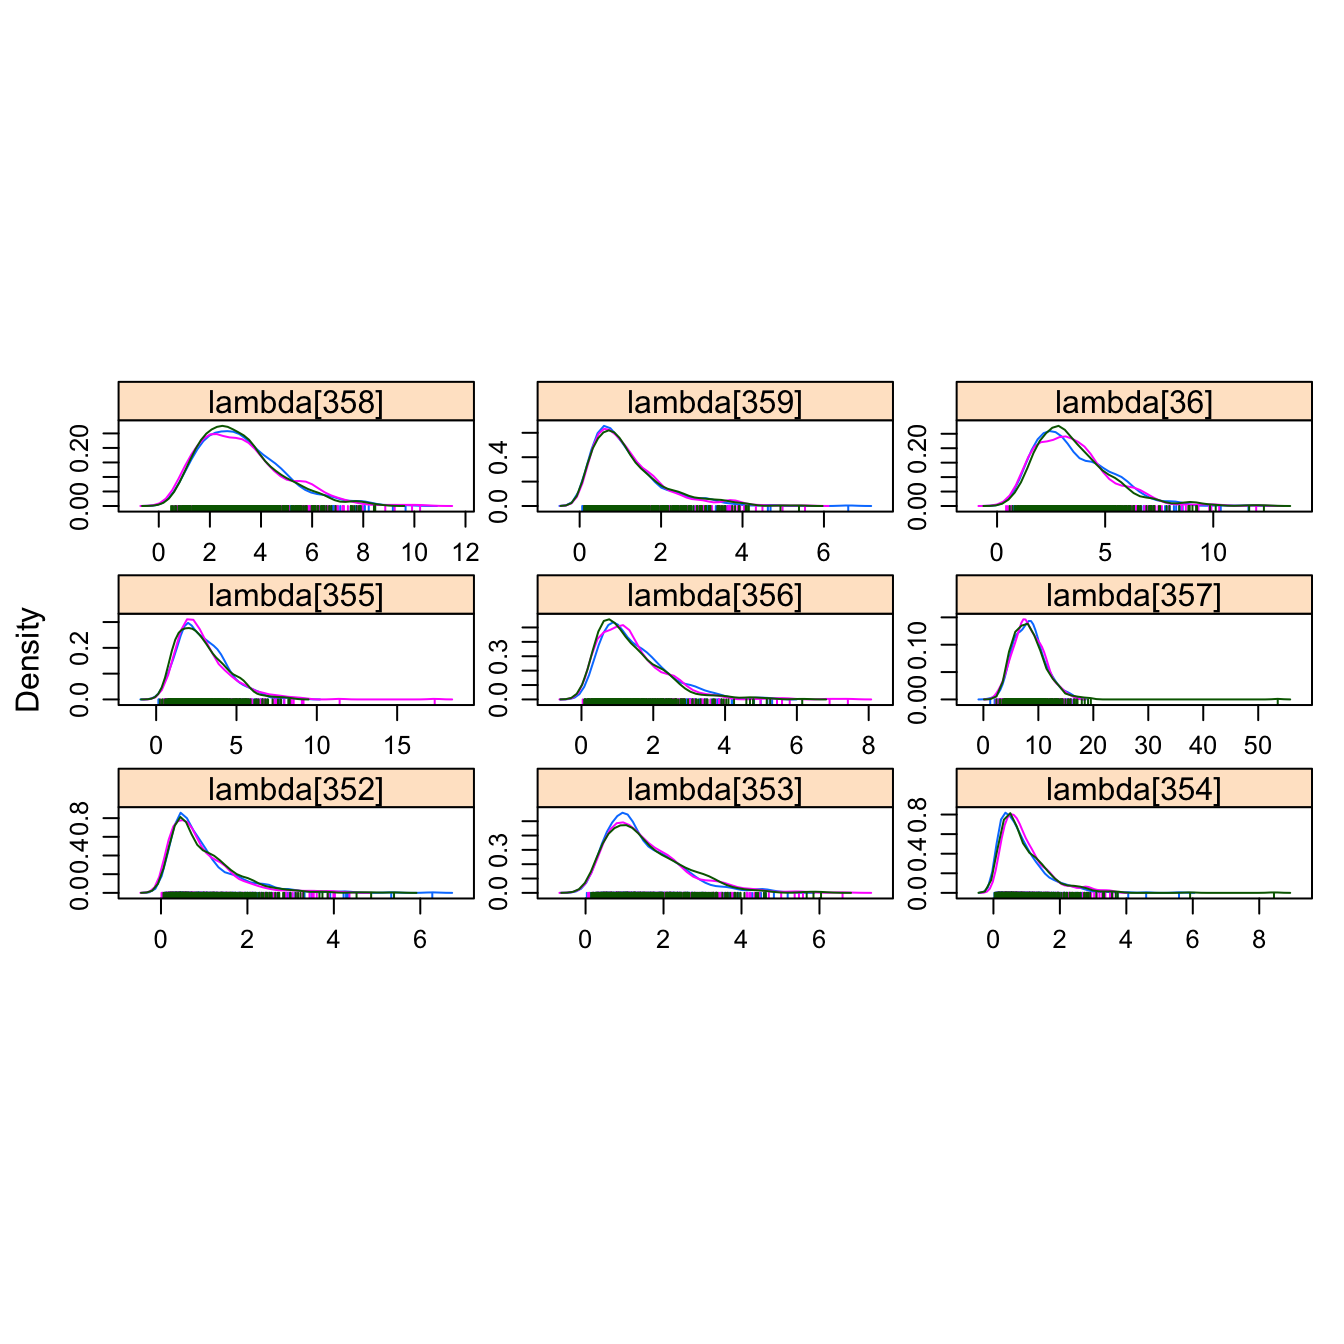 Density
lambda[358] lambda[359] lambda[36]
0.00 0.20 0.0 0.4 0.00 0.20
0 2 4 6 8 10 12 0 2 4 6 0 5 10
lambda[355] lambda[356] lambda[357]
0.0 0.2 0.0 0.3 0.00 0.10
0 5 10 15 0 2 4 6 8 0 10 20 30 40 50
lambda[352] lambda[353] lambda[354]
0.0 0.4 0.8 0.0 0.3 0.0 0.4 0.8
0 2 4 6 0 2 4 6 0 2 4 6 8